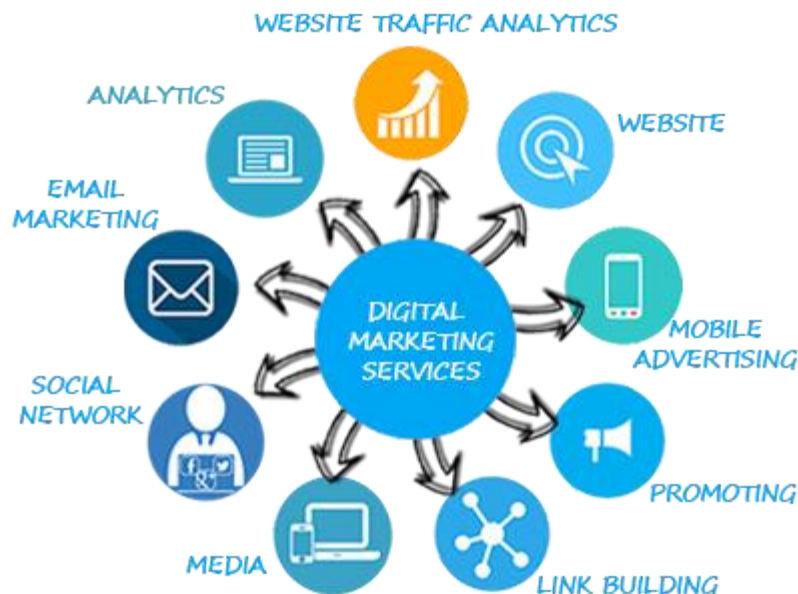 WEBSITE TRAFFIC ANALYTICS
ANALYTICS
WEBSITE
EMAIL
MARKETING
DIGITAL
MARKETING
SERVICES
MOBILE
ADVERTISING
SOCIAL
NETWORK
PROMOTING
MEDIA
LINK BUILDING